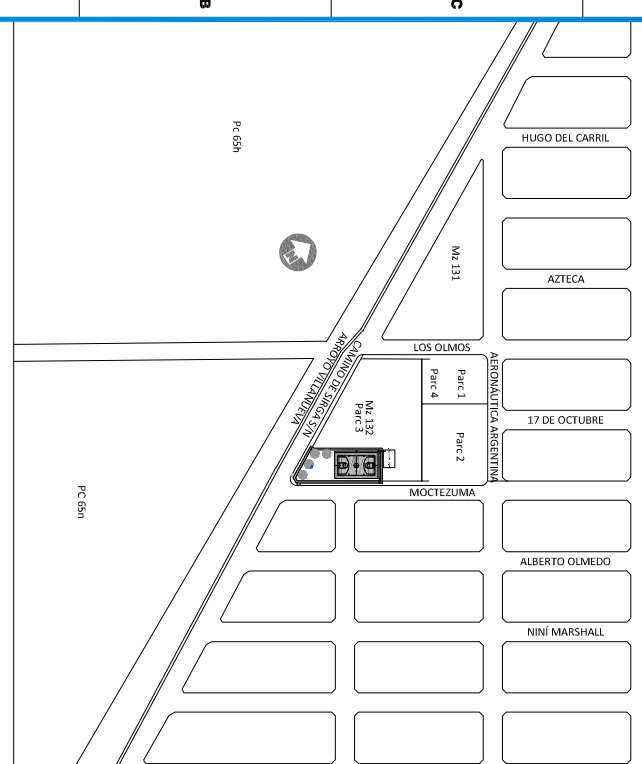 B
C
HUGO DEL CARRIL
Pc 65h
Mz 131
N
AZTECA
LOS OLMOS
CAMINO DE SIRGA S/N
ARROYO VILLANUEVA
AERONÁUTICA ARGENTINA
Parc 1
Parc 4
Mz 132
Parc 3
Parc 2
17 DE OCTUBRE
MOCTEZUMA
PC 65n
ALBERTO OLMEDO
NINÍ MARSHALL